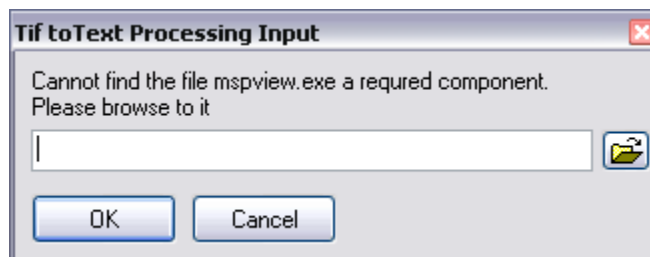 Tif toText Processing Input
Cannot find the file mspview.exe a requred component.
Please browse to it
OK Cancel